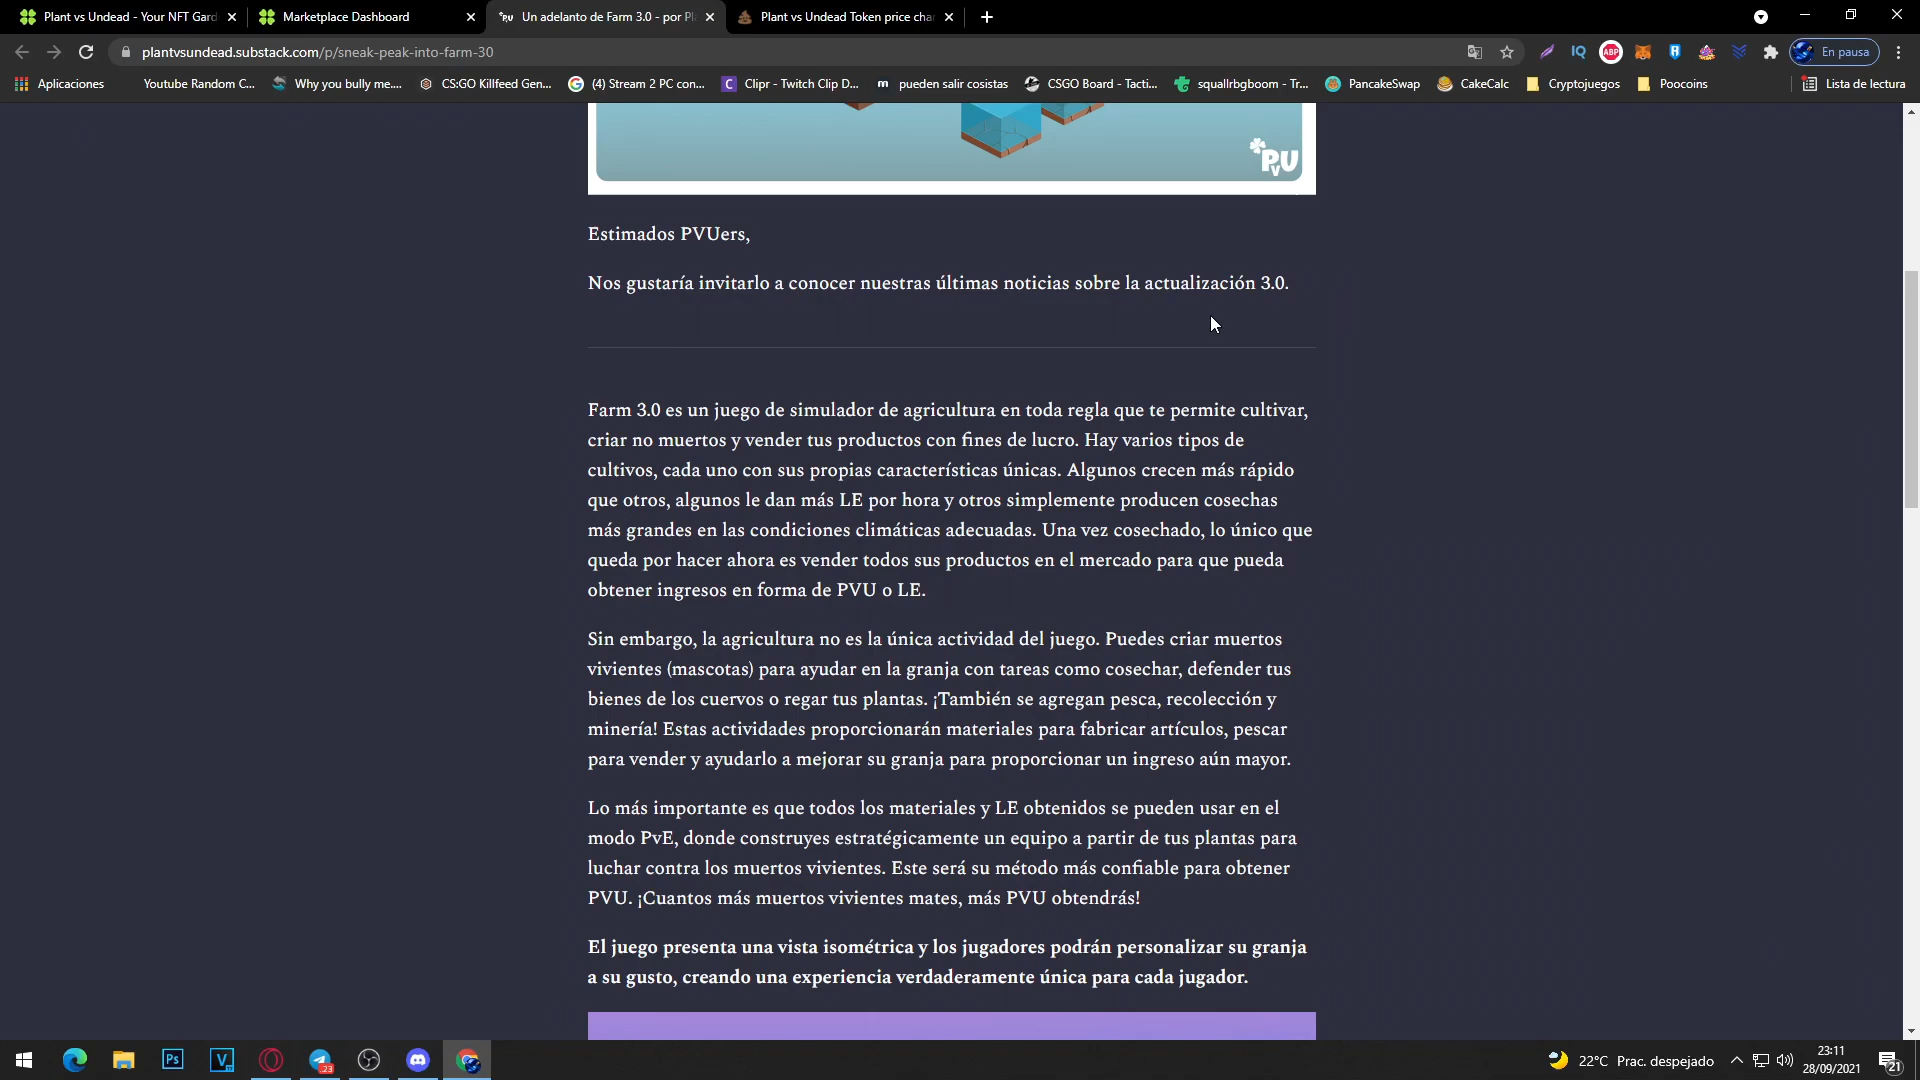 Plant vs Undead - Your NFT Gard
Marketplace Dashboard
Un adelanto de Farm 3.0 - por Pl
Plant vs Undead Token price char
plantvsundead.substack.com/p/sneak-peak-into-farm-30
En pausa
Aplicaciones
Youtube Random C...
Why you bully me....
CS:GO Killfeed Gen...
(4) Stream 2 PC con...
Clipr - Twitch Clip D...
pueden salir cosistas
CSGO Board - Tacti...
squallrbgboom - Tr...
PancakeSwap
CakeCalc
Cryptojuegos
Poocoins
Lista de lectura
PVU
Estimados PVUers,
Nos gustaría invitarlo a conocer nuestras últimas noticias sobre la actualización 3.0.
Farm 3.0 es un juego de simulador de agricultura en toda regla que te permite cultivar,
criar no muertos y vender tus productos con fines de lucro. Hay varios tipos de
cultivos, cada uno con sus propias características únicas. Algunos crecen más rápido
que otros, algunos le dan más LE por hora y otros simplemente producen cosechas
más grandes en las condiciones climáticas adecuadas. Una vez cosechado, lo único que
queda por hacer ahora es vender todos sus productos en el mercado para que pueda
obtener ingresos en forma de PVU o LE.
Sin embargo, la agricultura no es la única actividad del juego. Puedes criar muertos
vivientes (mascotas) para ayudar en la granja con tareas como cosechar, defender tus
bienes de los cuervos o regar tus plantas. ¡También se agregan pesca, recolección y
minería! Estas actividades proporcionarán materiales para fabricar artículos, pescar
para vender y ayudarlo a mejorar su granja para proporcionar un ingreso aún mayor.
Lo más importante es que todos los materiales y LE obtenidos se pueden usar en el
modo PvE, donde construyes estratégicamente un equipo a partir de tus plantas para
luchar contra los muertos vivientes. Este será su método más confiable para obtener
PVU. ¡Cuantos más muertos vivientes mates, más PVU obtendrás!
El juego presenta una vista isométrica y los jugadores podrán personalizar su granja
a su gusto, creando una experiencia verdaderamente única para cada jugador.
22°C Prac. despejado
23:11
28/09/2021
23
21